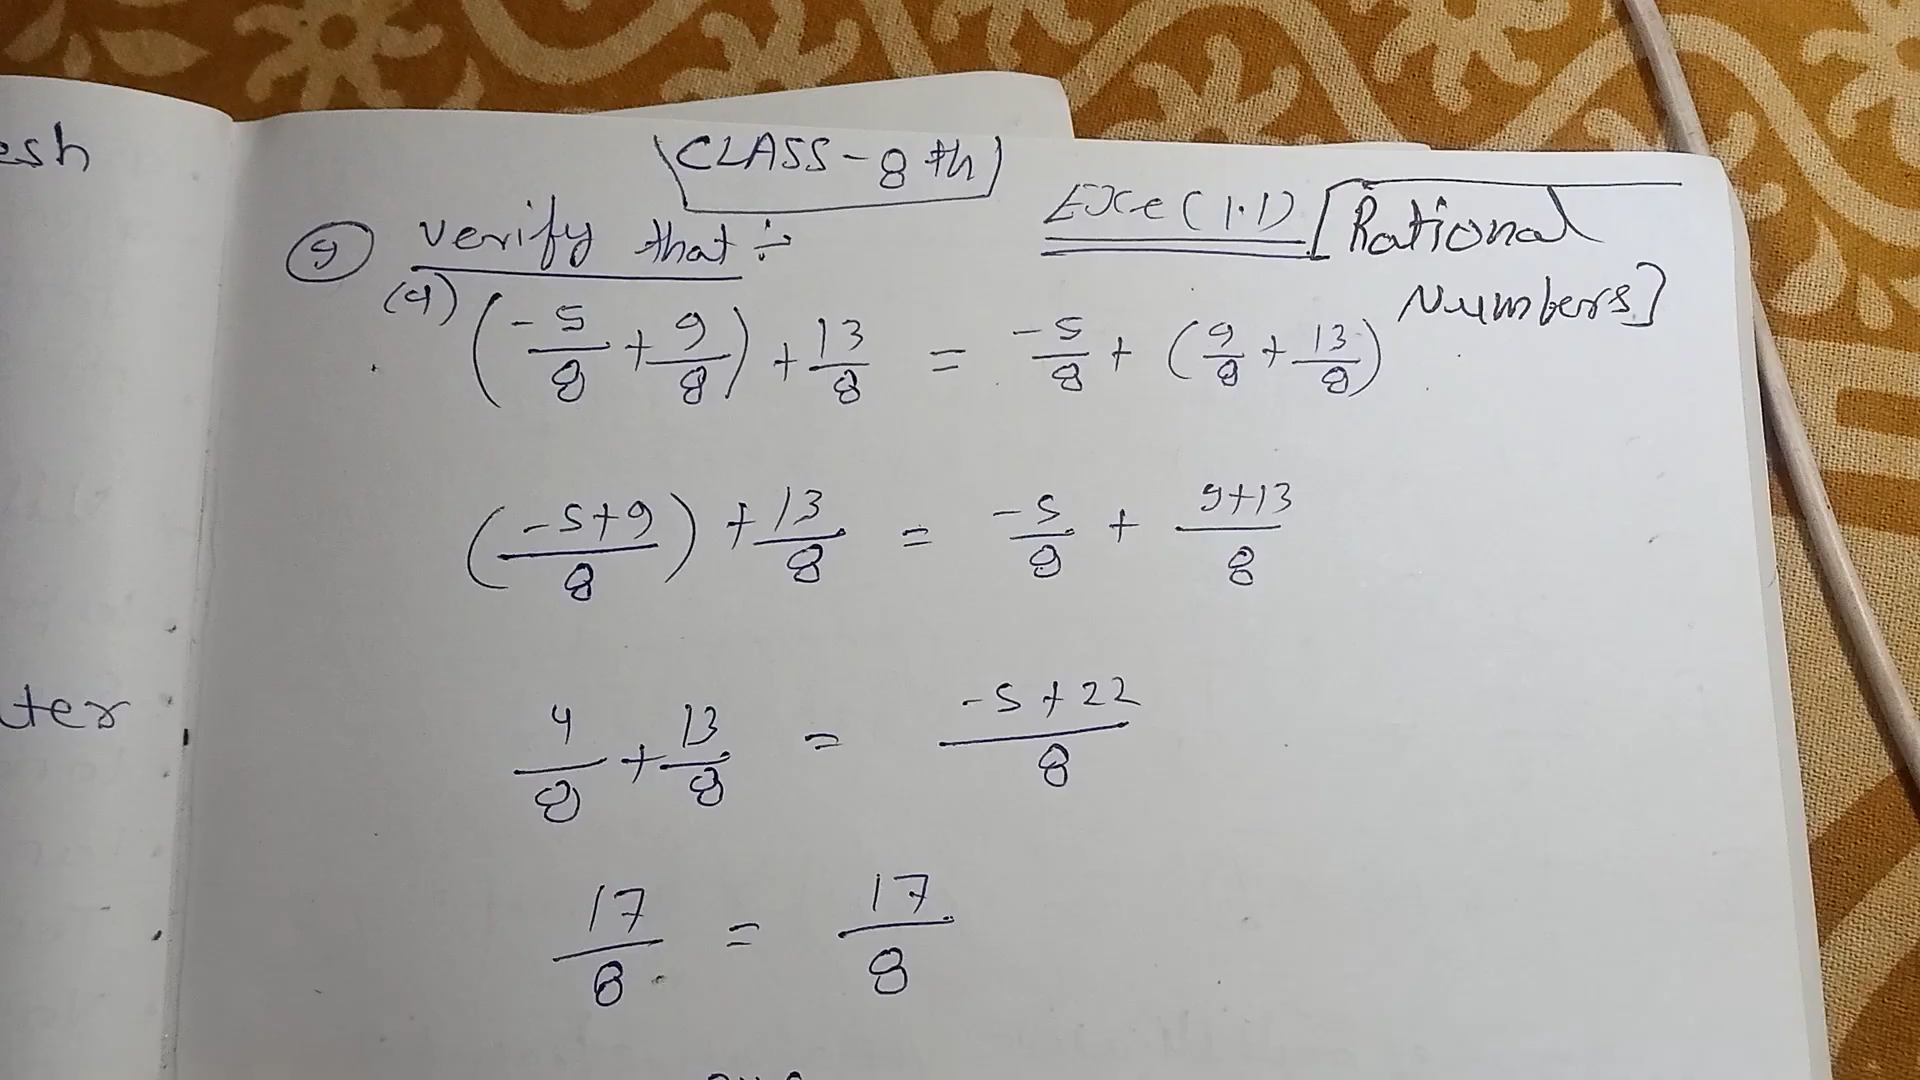 CLASS-8th
Exe (1.1) [Rational Numbers]
9 verify that :-
(a) (-5/8 + 9/8) + 13/8 = -5/8 + (9/8 + 13/8)
(-5+9/8) + 13/8 = -5/8 + 9+13/8
4/8 + 13/8 = -5+22/8
17/8 = 17/8
esh
ter